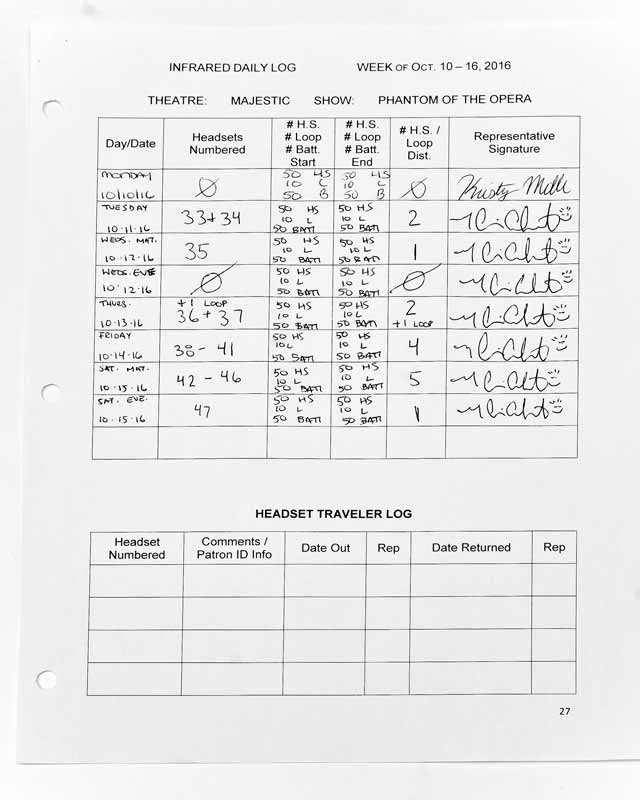 INFRARED DAILY LOG WEEK OF OCT. 10 – 16, 2016
THEATRE: MAJESTIC SHOW: PHANTOM OF THE OPERA
Day/Date
Headsets
Numbered
# H.S.
# Loop
# Batt.
Start
# H.S.
# Loop
# Batt.
End
# H.S. /
Loop
Dist.
Representative
Signature
MONDAY
10/10/16
Ø
50 HS
10 L
50 B
50 HS
10 L
50 B
Ø
TUESDAY
10·11·16
33+34
50 HS
10 L
50 BATT
50 HS
10 L
50 BATT
2
WEDS. MAT.
10·12·16
35
50 HS
10 L
50 BATT
50 HS
10 L
50 BATT
1
WEDS. EVE
10·12·16
Ø
50 HS
10 L
50 BATT
50 HS
10 L
50 BATT
Ø
THURS.
10·13·16
+1 LOOP
36+37
50 HS
10 L
50 BATT
50 HS
10 L
50 BATT
2
+1 LOOP
FRIDAY
10·14·16
38 - 41
50 HS
10 L
50 BATT
50 HS
10 L
50 BATT
4
SAT. MAT.
10·15·16
42 - 46
50 HS
10 L
50 BATT
50 HS
10 L
50 BATT
5
SAT. EVE.
10·15·16
47
50 HS
10 L
50 BATT
50 HS
10 L
50 BATT
1
HEADSET TRAVELER LOG
Headset
Numbered
Comments /
Patron ID Info
Date Out
Rep
Date Returned
Rep
27